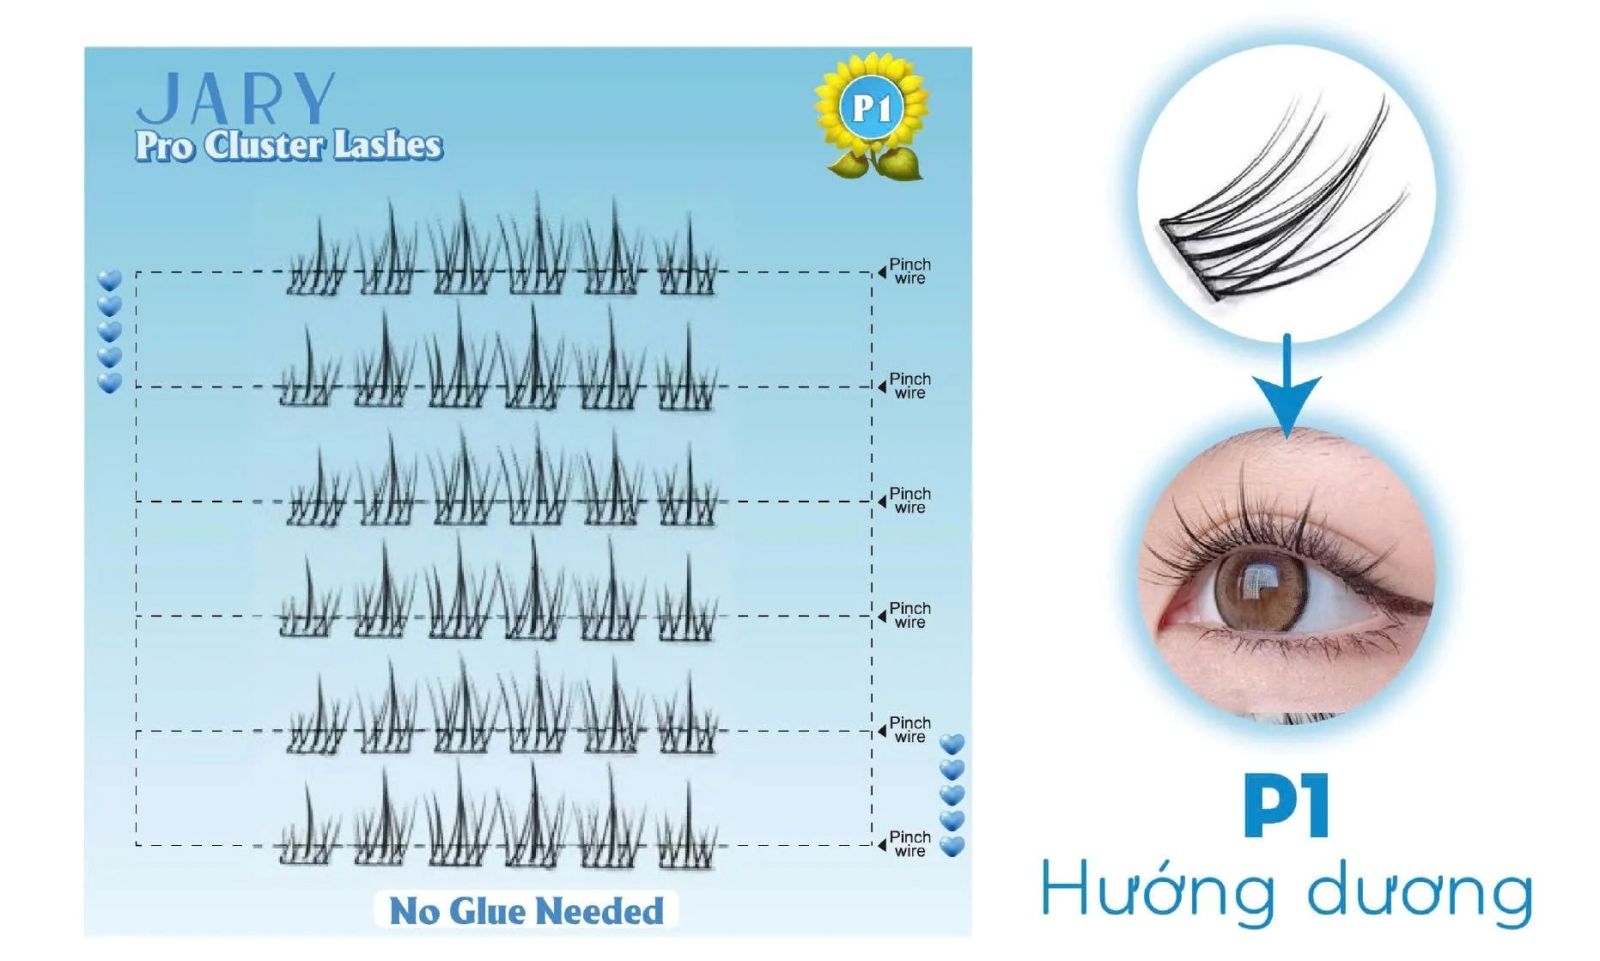 JARY
Pro Cluster Lashes
P1
Pinch
wire
Pinch
wire
Pinch
wire
Pinch
wire
Pinch
wire
Pinch
wire
No Glue Needed
P1
Hướng dương